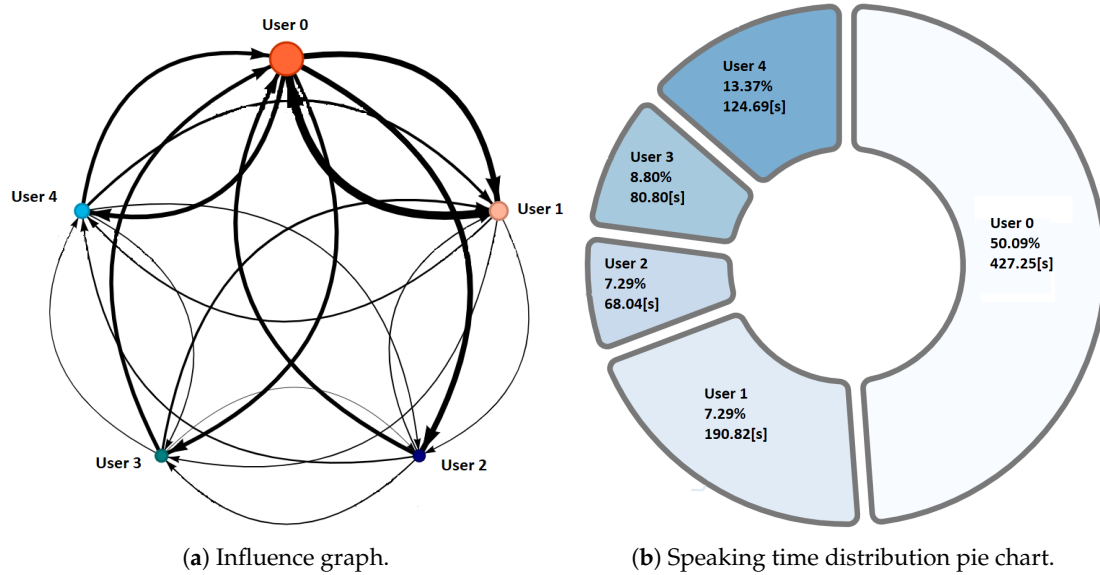 User 0
User 4
User 1
User 3
User 2
User 4
13.37%
124.69[s]
User 3
8.80%
80.80[s]
User 0
50.09%
427.25[s]
User 2
7.29%
68.04[s]
User 1
7.29%
190.82[s]
(a) Influence graph.
(b) Speaking time distribution pie chart.